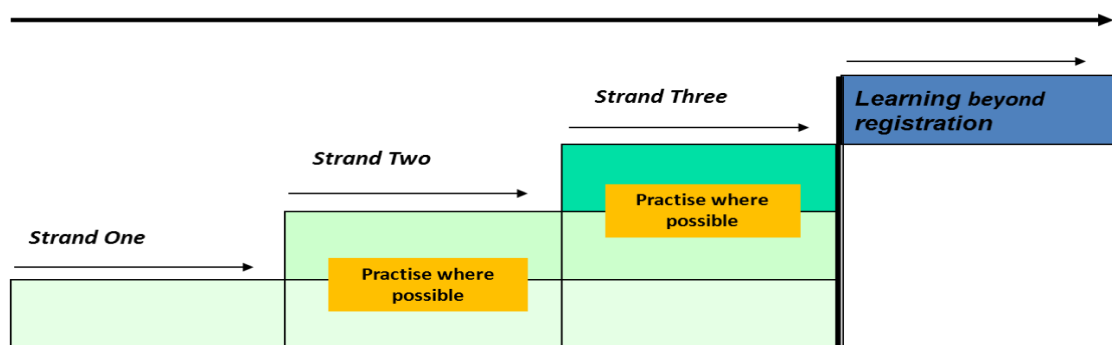 Strand One
Strand Two
Strand Three
Learning beyond
registration
Practise where
possible
Practise where
possible